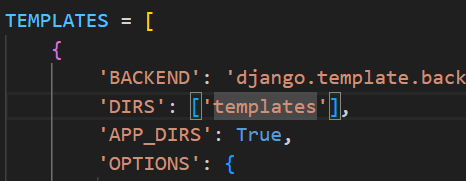 TEMPLATES = [
{
'BACKEND': 'django.template.back
'DIRS': ['templates'],
'APP_DIRS': True,
'OPTIONS': {